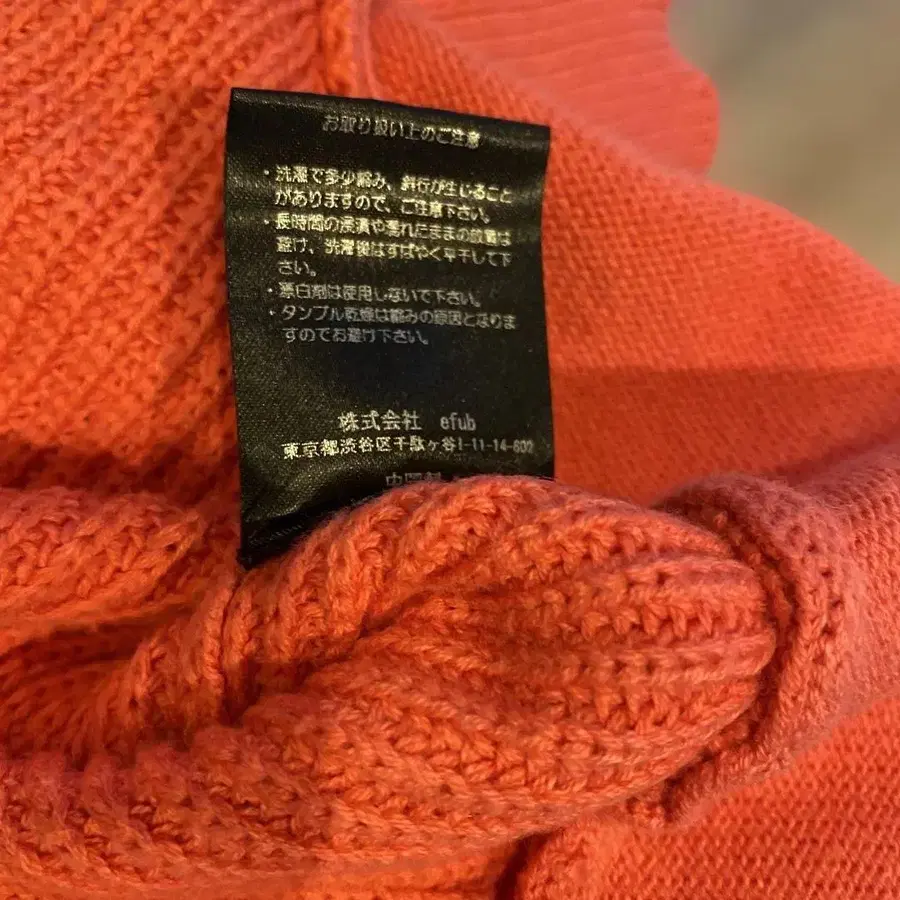 お取り扱い上のご注意
・洗濯で多少縮み、斜行が生じること
がありますので、ご注意下さい。
・長時間の浸漬や濡れたままの放置は
避け、洗濯後はすばやく平干して下
さい。
・漂白剤は使用しないで下さい。
・タンブル乾燥は縮みの原因となりま
すのでお避け下さい。
株式会社 efub
東京都渋谷区千駄ヶ谷1-11-14-602